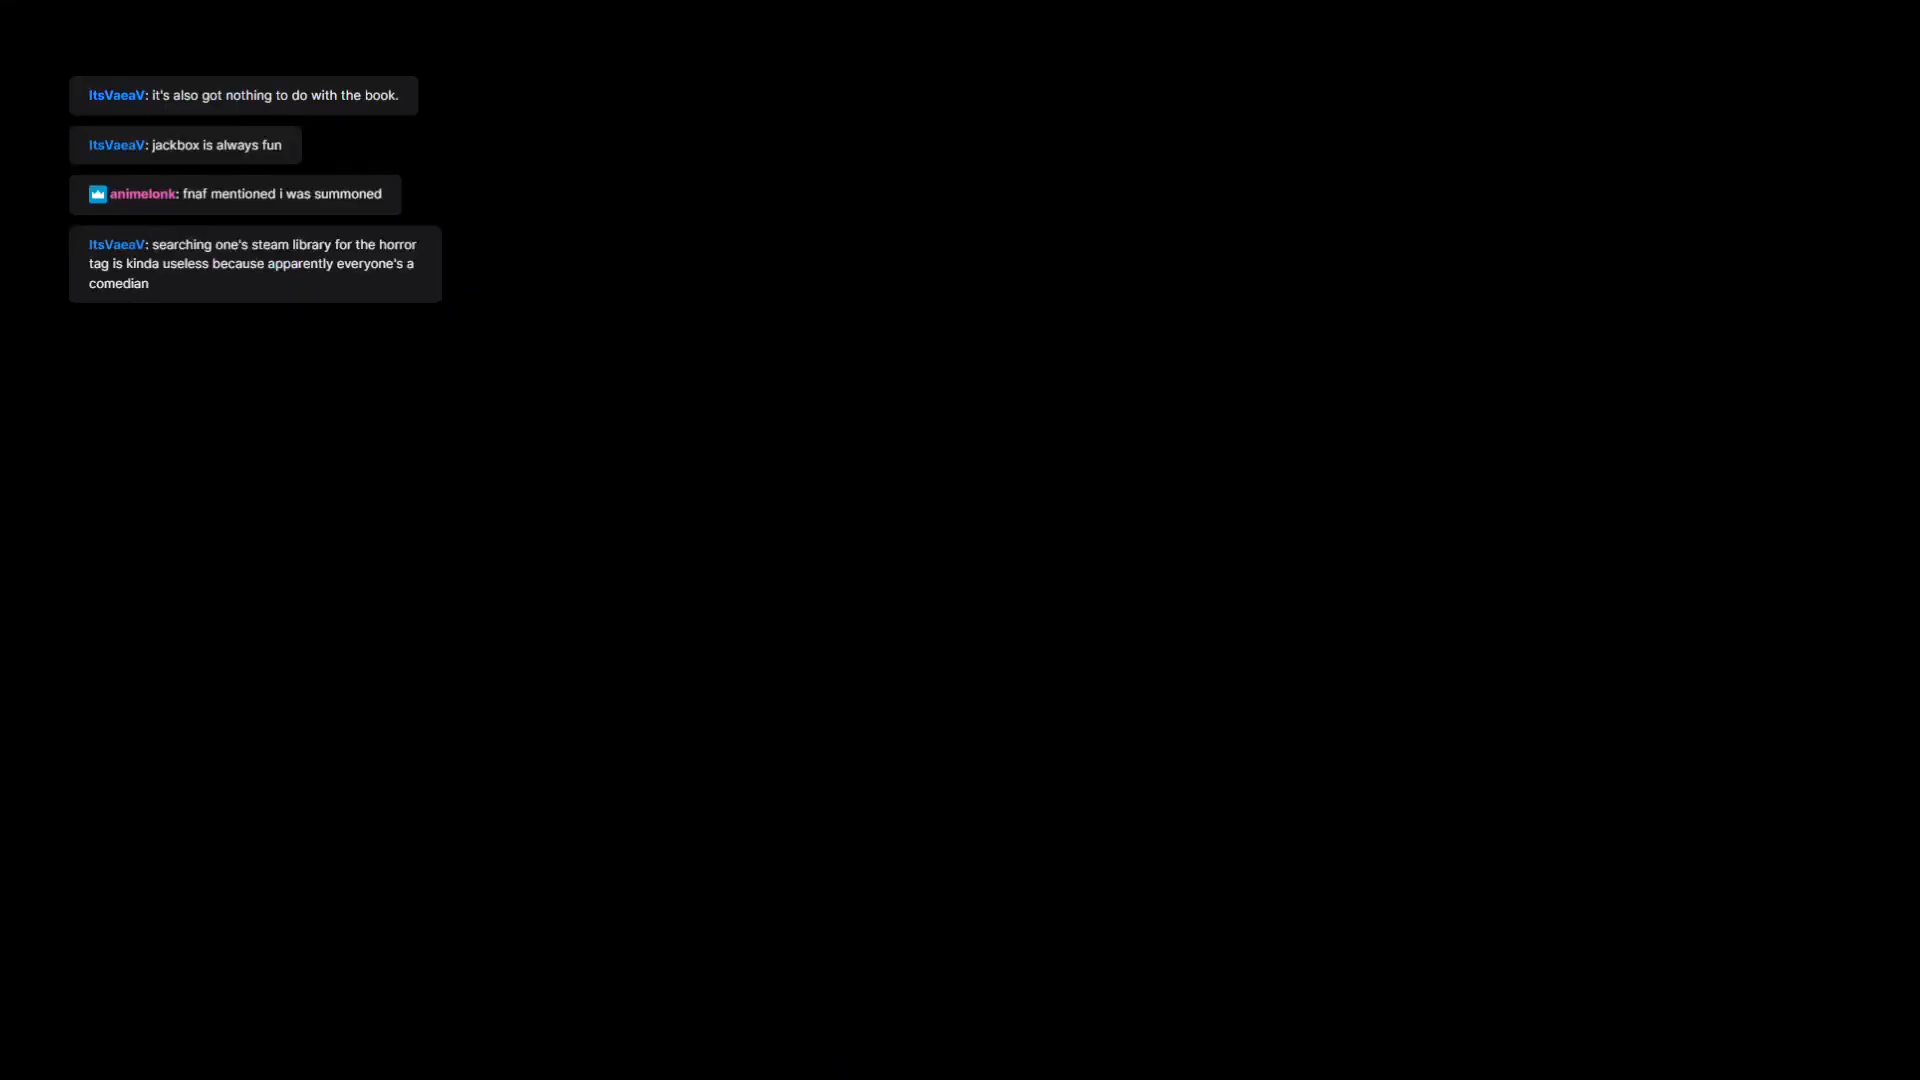 ItsVaeaV: it's also got nothing to do with the book.
ItsVaeaV: jackbox is always fun
animelonk: fnaf mentioned i was summoned
ItsVaeaV: searching one's steam library for the horror
tag is kinda useless because apparently everyone's a
comedian